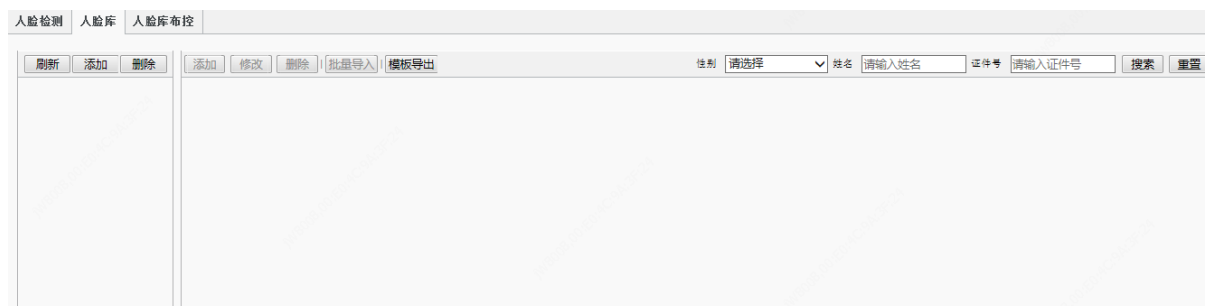 人脸检测 人脸库 人脸库布控
刷新 添加 删除 添加 修改 删除 批量导入 模板导出 性别 请选择 姓名 请输入姓名 证件号 请输入证件号 搜索 重置